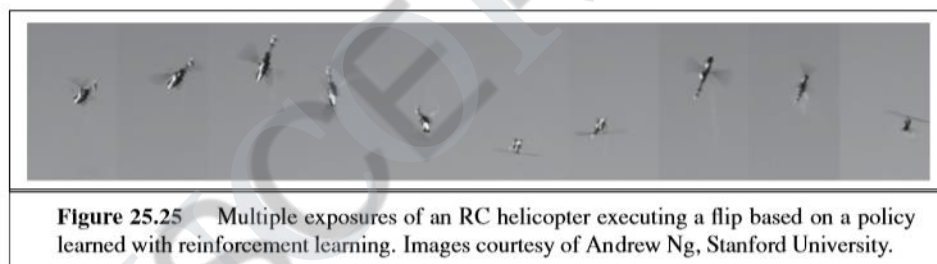 Figure 25.25 Multiple exposures of an RC helicopter executing a flip based on a policy
learned with reinforcement learning. Images courtesy of Andrew Ng, Stanford University.